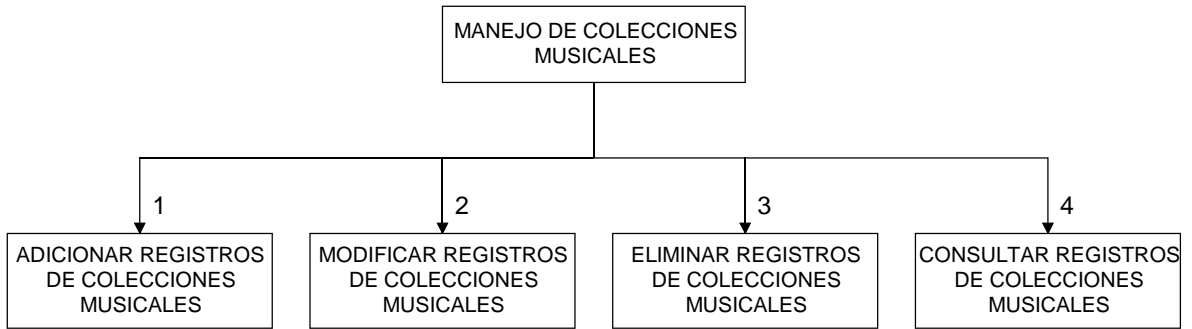 MANEJO DE COLECCIONES
MUSICALES
1
2
3
4
ADICIONAR REGISTROS
DE COLECCIONES
MUSICALES
MODIFICAR REGISTROS
DE COLECCIONES
MUSICALES
ELIMINAR REGISTROS
DE COLECCIONES
MUSICALES
CONSULTAR REGISTROS
DE COLECCIONES
MUSICALES